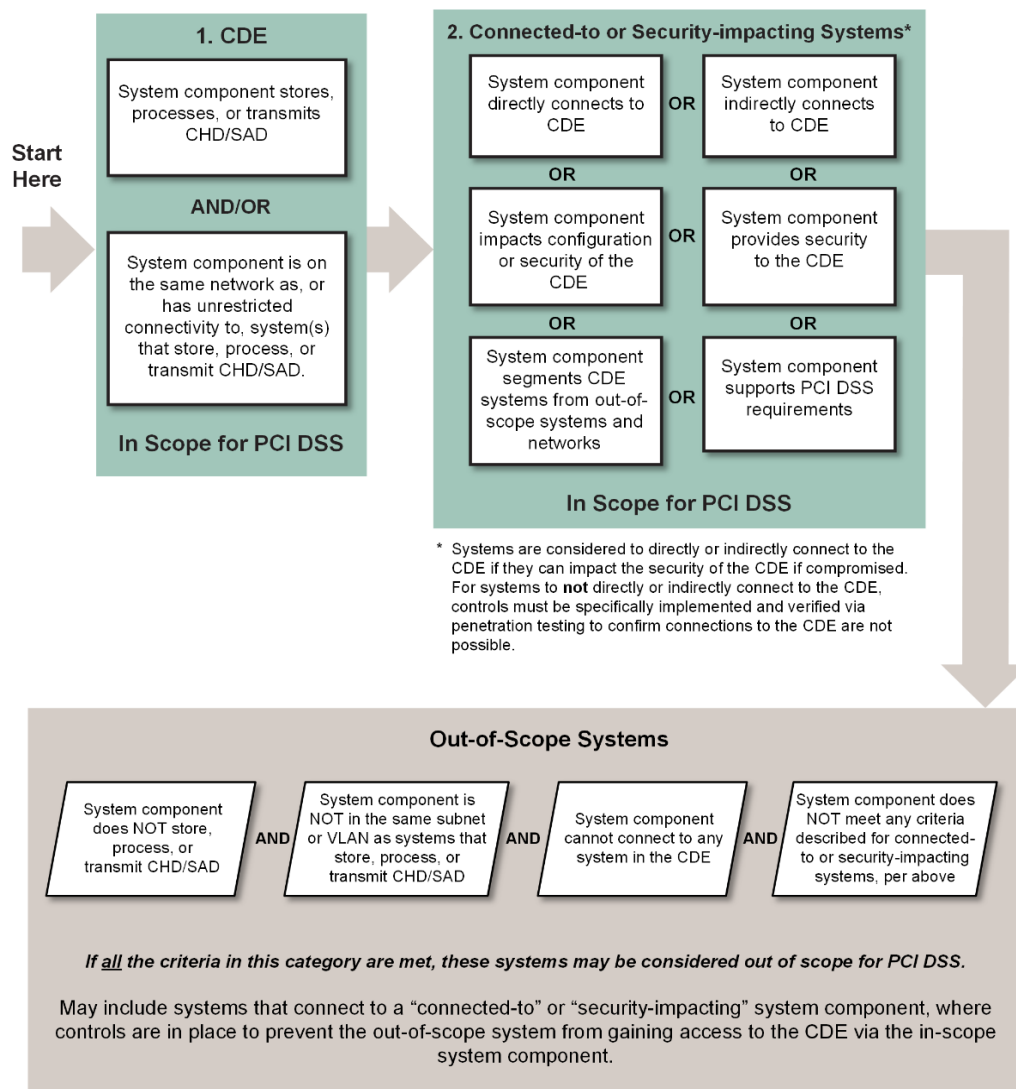 Start
Here
1. CDE
System component stores,
processes, or transmits
CHD/SAD
AND/OR
System component is on
the same network as, or
has unrestricted
connectivity to, system(s)
that store, process, or
transmit CHD/SAD.
In Scope for PCI DSS
2. Connected-to or Security-impacting Systems*
System component
directly connects to
CDE
OR
System component
indirectly connects
to CDE
OR
OR
System component
impacts configuration
or security of the
CDE
OR
System component
provides security
to the CDE
OR
OR
System component
segments CDE
systems from out-of-
scope systems and
networks
OR
System component
supports PCI DSS
requirements
In Scope for PCI DSS
* Systems are considered to directly or indirectly connect to the
CDE if they can impact the security of the CDE if compromised.
For systems to not directly or indirectly connect to the CDE,
controls must be specifically implemented and verified via
penetration testing to confirm connections to the CDE are not
possible.
Out-of-Scope Systems
System component
does NOT store,
process, or
transmit CHD/SAD
AND
System component is
NOT in the same subnet
or VLAN as systems that
store, process, or
transmit CHD/SAD
AND
System component
cannot connect to any
system in the CDE
AND
System component does
NOT meet any criteria
described for connected-
to or security-impacting
systems, per above
If all the criteria in this category are met, these systems may be considered out of scope for PCI DSS.
May include systems that connect to a “connected-to” or “security-impacting” system component, where
controls are in place to prevent the out-of-scope system from gaining access to the CDE via the in-scope
system component.